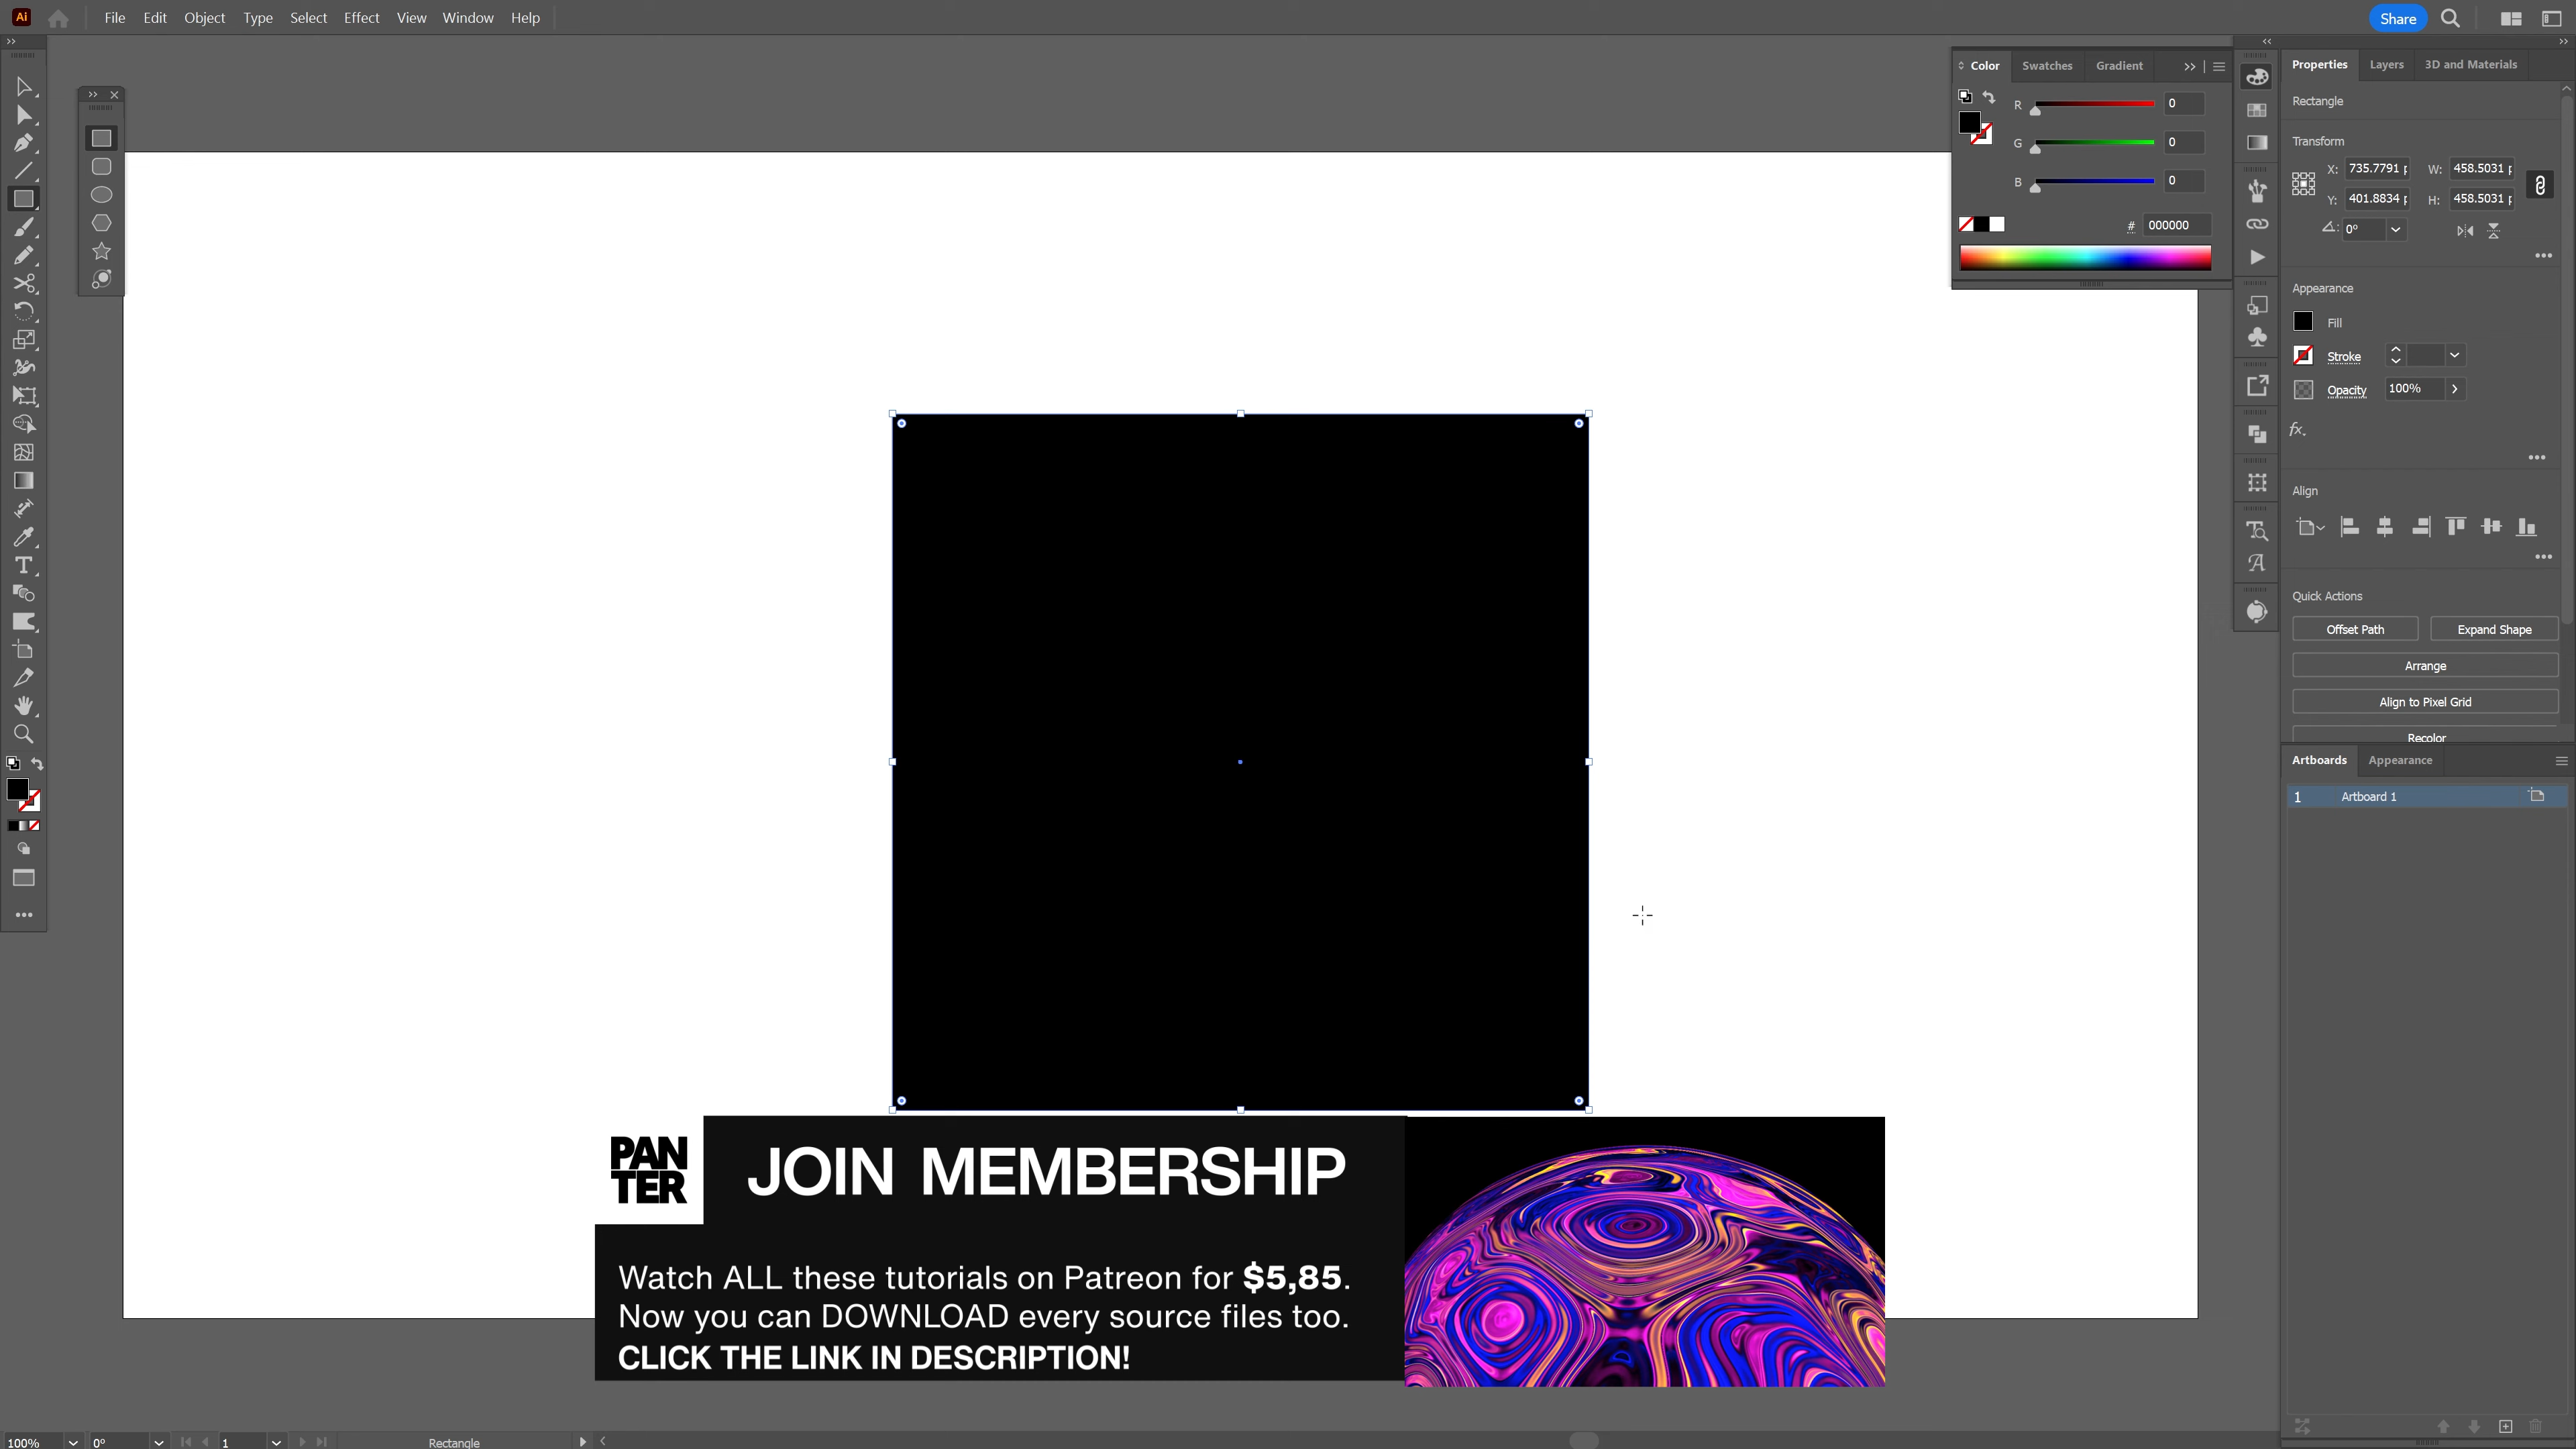 Ai File Edit Object Type Select Effect View Window Help Share
Color Swatches Gradient
R 0
G 0
B 0
# 000000
Properties Layers 3D and Materials
Rectangle
Transform
X: 735.7791 W: 458.5031
Y: 401.8834 H: 458.5031
0°
Appearance
Fill
Stroke
Opacity 100%
fx.
Align
Quick Actions
Offset Path Expand Shape
Arrange
Align to Pixel Grid
Recolor
Artboards Appearance
1 Artboard 1
PAN
TER
JOIN MEMBERSHIP
Watch ALL these tutorials on Patreon for $5,85.
Now you can DOWNLOAD every source files too.
CLICK THE LINK IN DESCRIPTION!
100% 0° 1 Rectangle